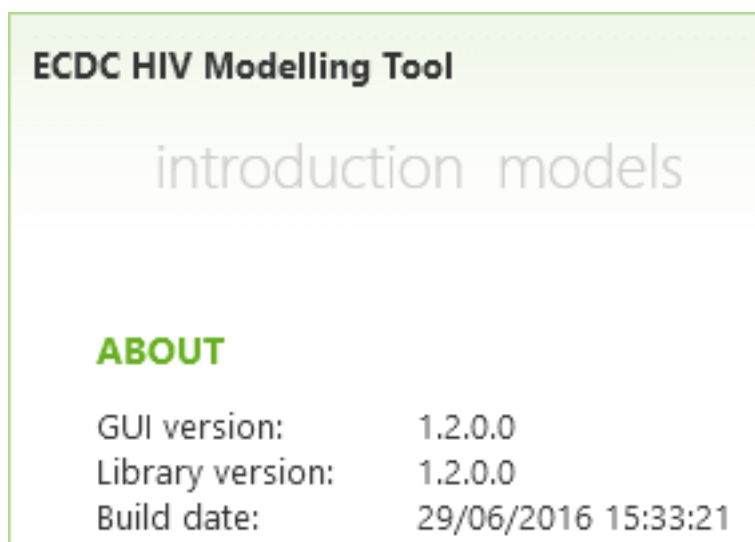 ECDC HIV Modelling Tool
introduction models
ABOUT
GUI version: 1.2.0.0
Library version: 1.2.0.0
Build date: 29/06/2016 15:33:21